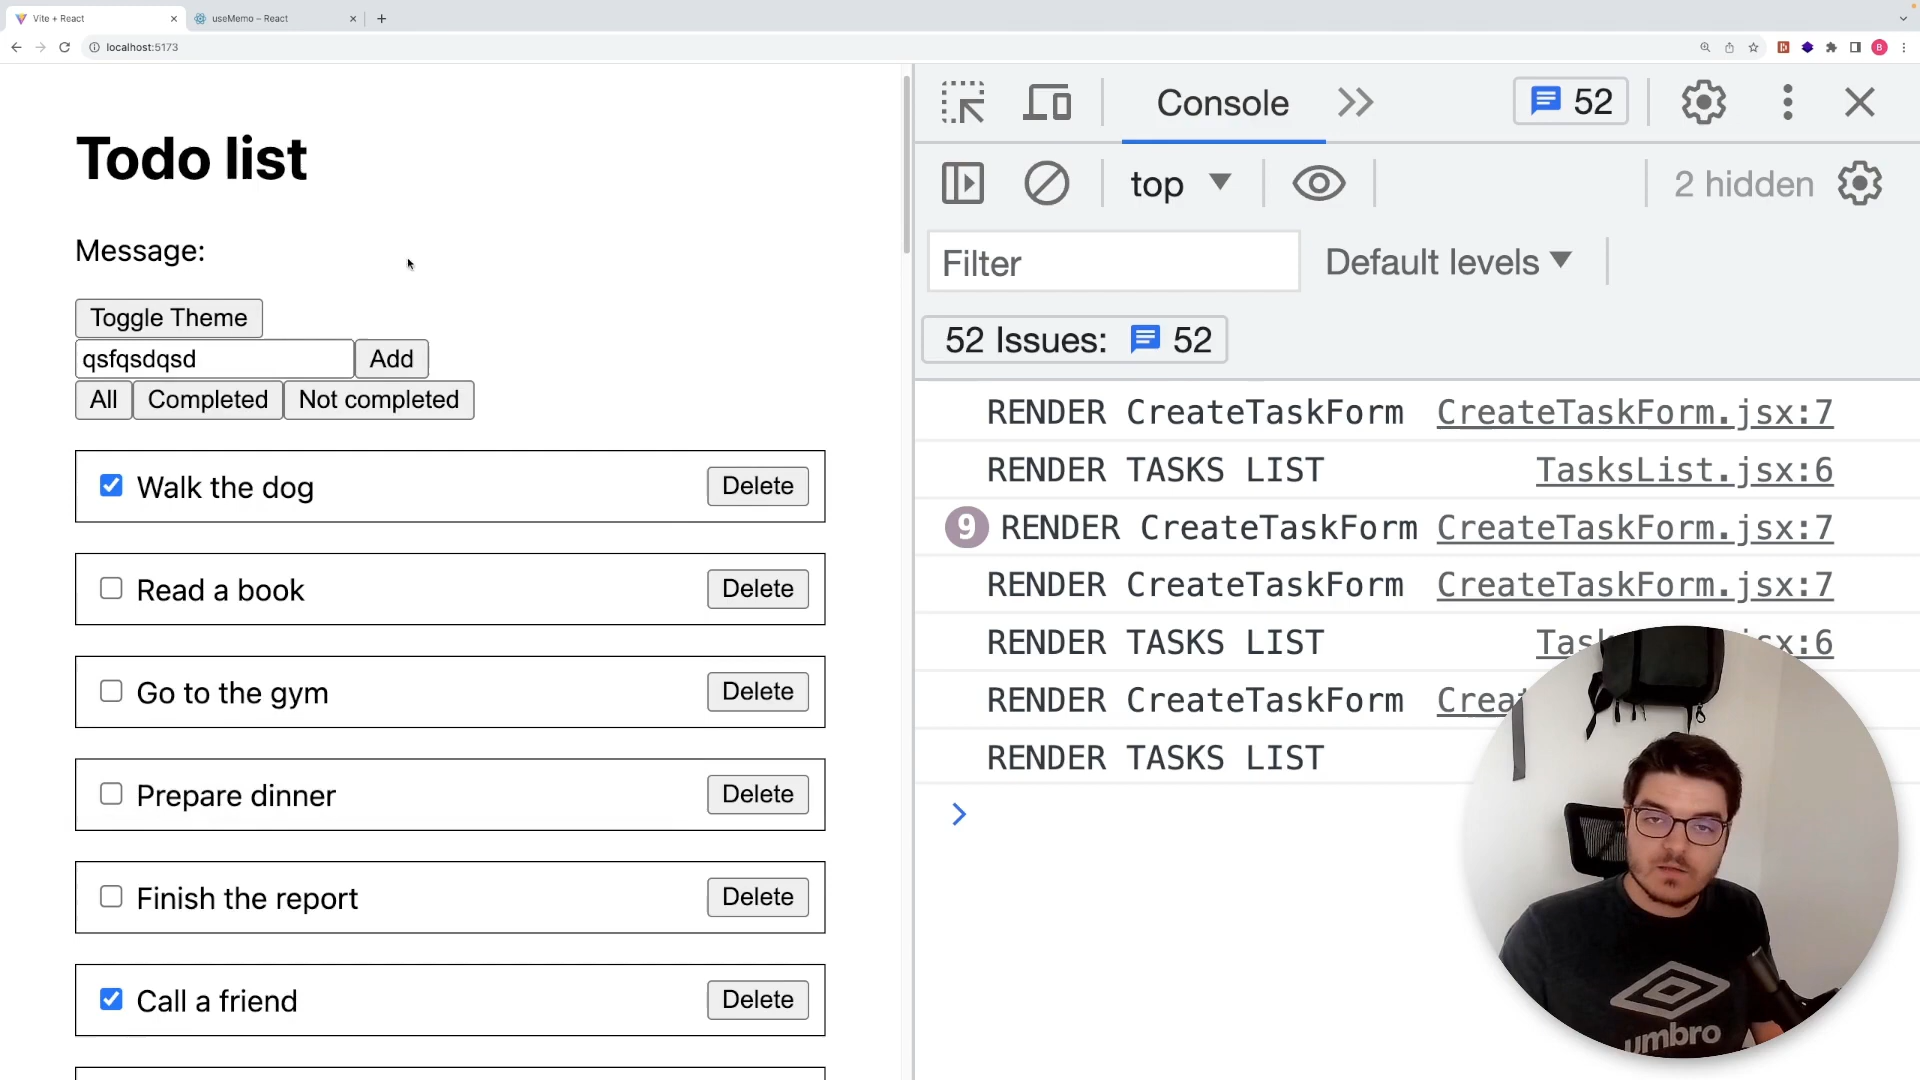 Vite + React
useMemo – React
localhost:5173
B
Todo list
Message:
Toggle Theme
qsfqsdqsd
Add
All
Completed
Not completed
Walk the dog
Delete
Read a book
Delete
Go to the gym
Delete
Prepare dinner
Delete
Finish the report
Delete
Call a friend
Delete
Console
52
top
2 hidden
Filter
Default levels
52 Issues:
52
RENDER CreateTaskForm CreateTaskForm.jsx:7
RENDER TASKS LIST TasksList.jsx:6
9 RENDER CreateTaskForm CreateTaskForm.jsx:7
RENDER CreateTaskForm CreateTaskForm.jsx:7
RENDER TASKS LIST Tas x:6
RENDER CreateTaskForm Crea
RENDER TASKS LIST
umbro